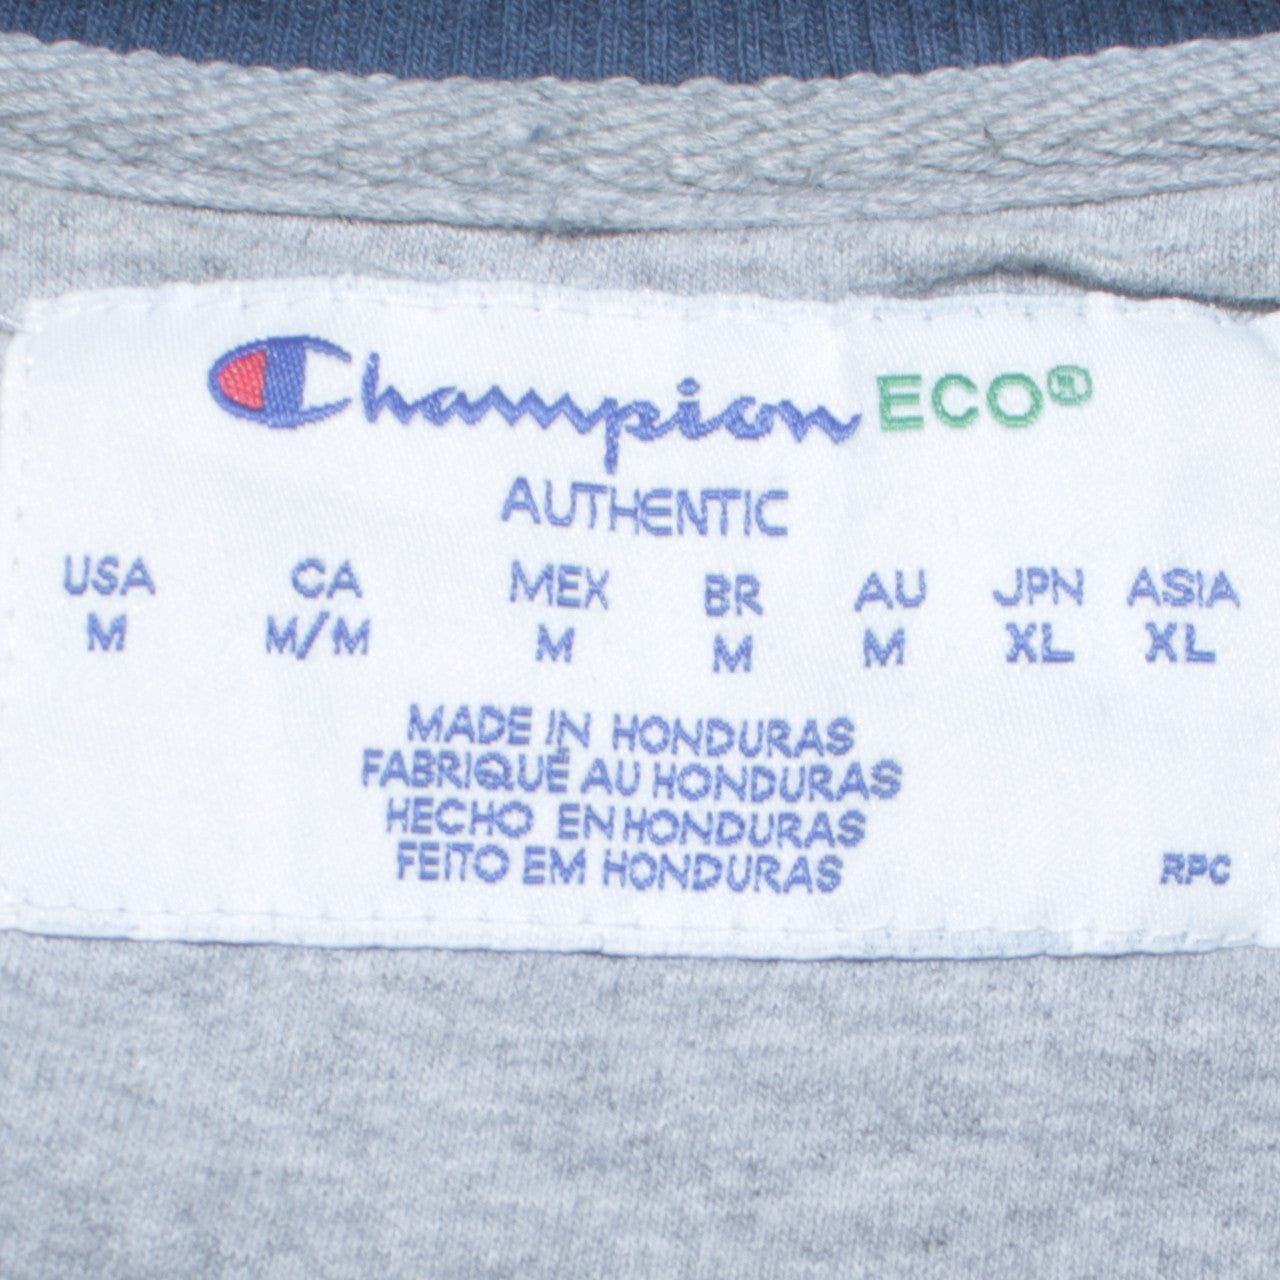 Champion ECO®
AUTHENTIC
USA CA MEX BR AU JPN ASIA
M M/M M M M XL XL
MADE IN HONDURAS
FABRIQUÉ AU HONDURAS
HECHO EN HONDURAS
FEITO EM HONDURAS
RPC